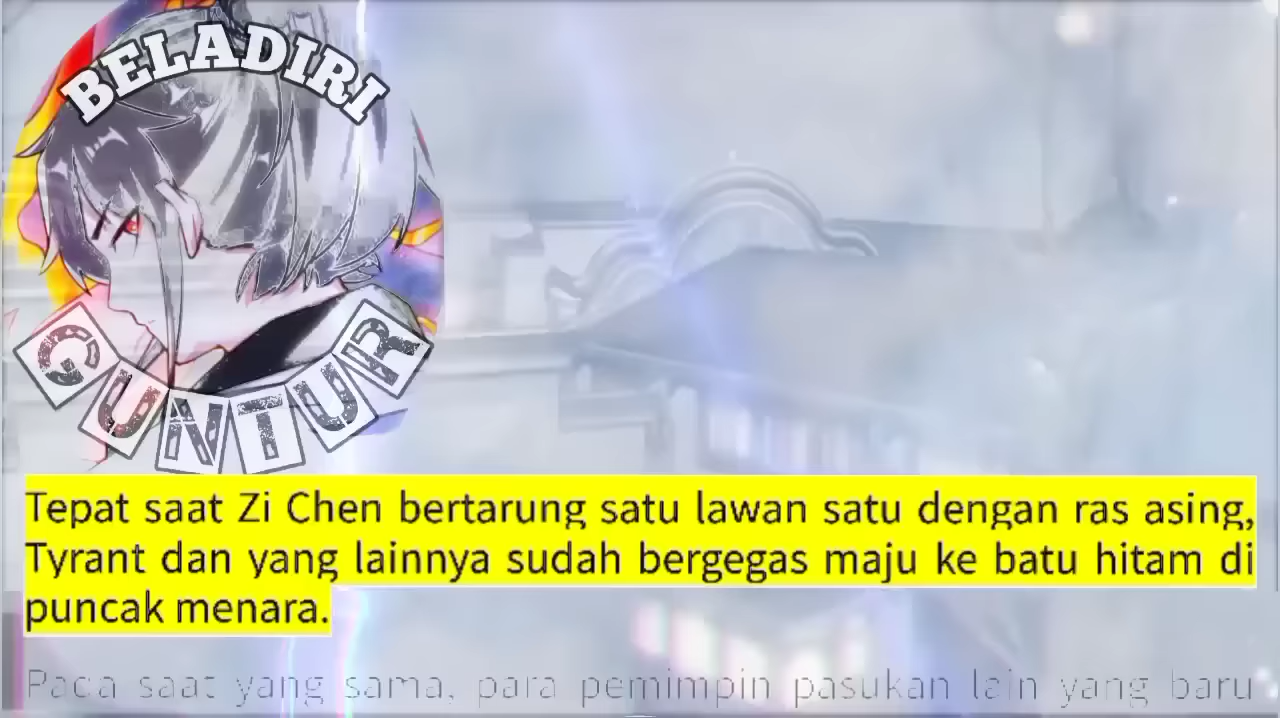 BELADIRI
GUNTUR
Tepat saat Zi Chen bertarung satu lawan satu dengan ras asing,
Tyrant dan yang lainnya sudah bergegas maju ke batu hitam di
puncak menara.
Pada saat yang sama, para pemimpin pasukan lain yang baru